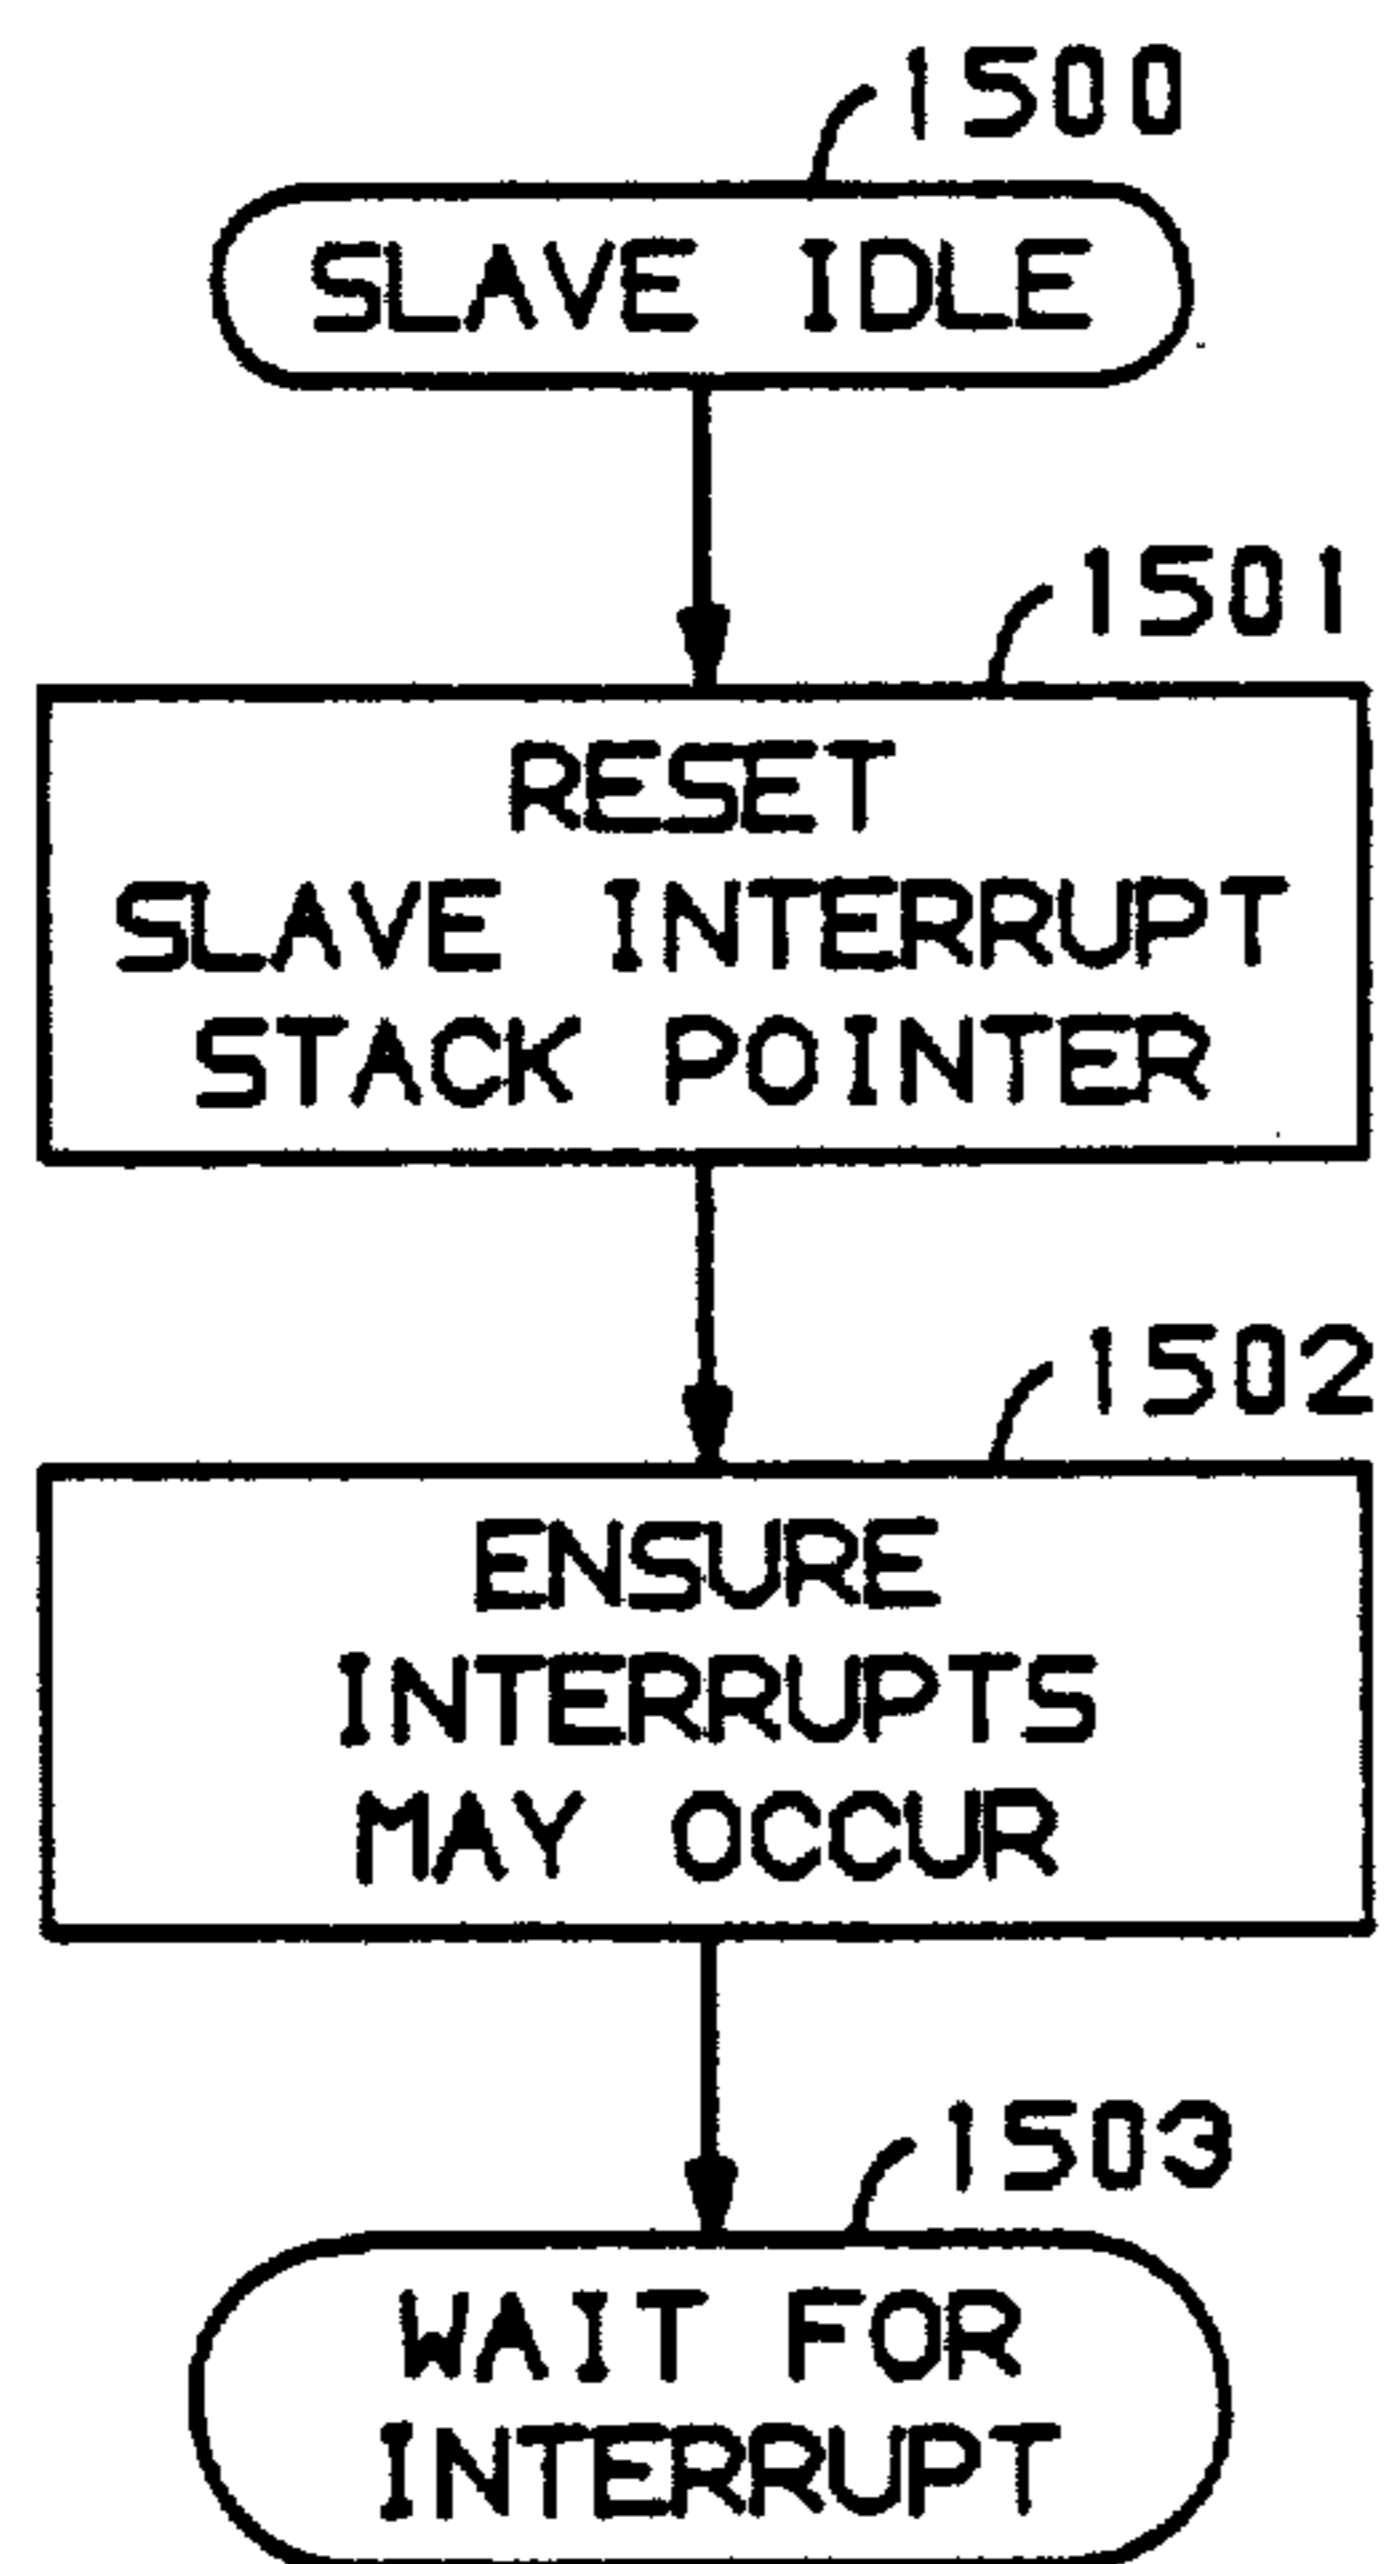 1500
SLAVE IDLE
1501
RESET
SLAVE INTERRUPT
STACK POINTER
1502
ENSURE
INTERRUPTS
MAY OCCUR
1503
WAIT FOR
INTERRUPT